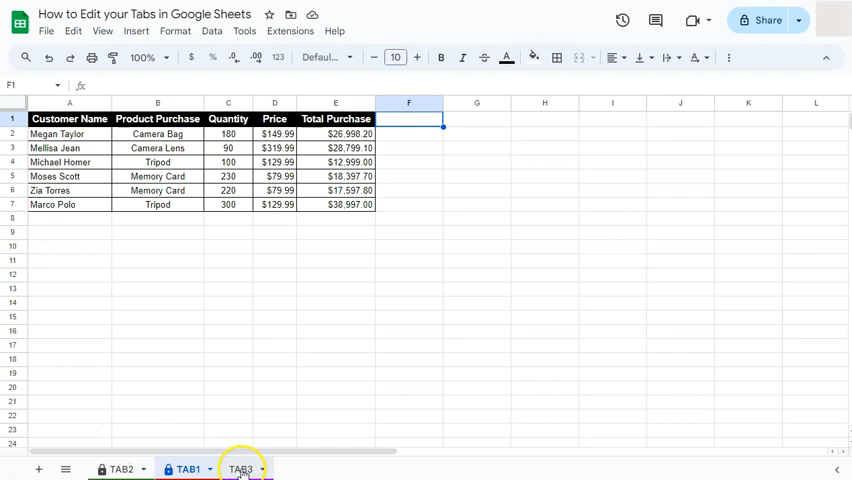 How to Edit your Tabs in Google Sheets
File Edit View Insert Format Data Tools Extensions Help
Share
100% $ % .0 .00 123 Defaul... 10 B I A
F1 fx
A B C D E F G H I J K L
1 Customer Name Product Purchase Quantity Price Total Purchase
2 Megan Taylor Camera Bag 180 $149.99 $26,998.20
3 Mellisa Jean Camera Lens 90 $319.99 $28,799.10
4 Michael Homer Tripod 100 $129.99 $12,999.00
5 Moses Scott Memory Card 230 $79.99 $18,397.70
6 Zia Torres Memory Card 220 $79.99 $17,597.80
7 Marco Polo Tripod 300 $129.99 $38,997.00
8
9
10
11
12
13
14
15
16
17
18
19
20
21
22
23
24
TAB2 TAB1 TAB3